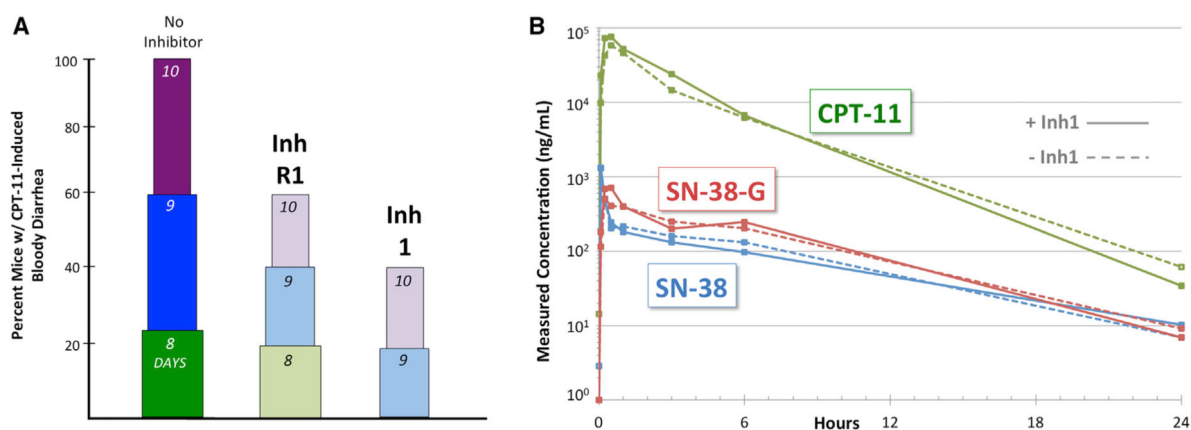 A
No
Inhibitor
Percent Mice w/ CPT-11-Induced
Bloody Diarrhea
100
80
60
40
20
10
9
8
DAYS
Inh
R1
10
9
8
Inh
1
10
9
B
Measured Concentration (ng/mL)
10⁵
10⁴
10³
10²
10¹
10⁰
CPT-11
+ Inh1
- Inh1
SN-38-G
SN-38
0
6
Hours
12
18
24